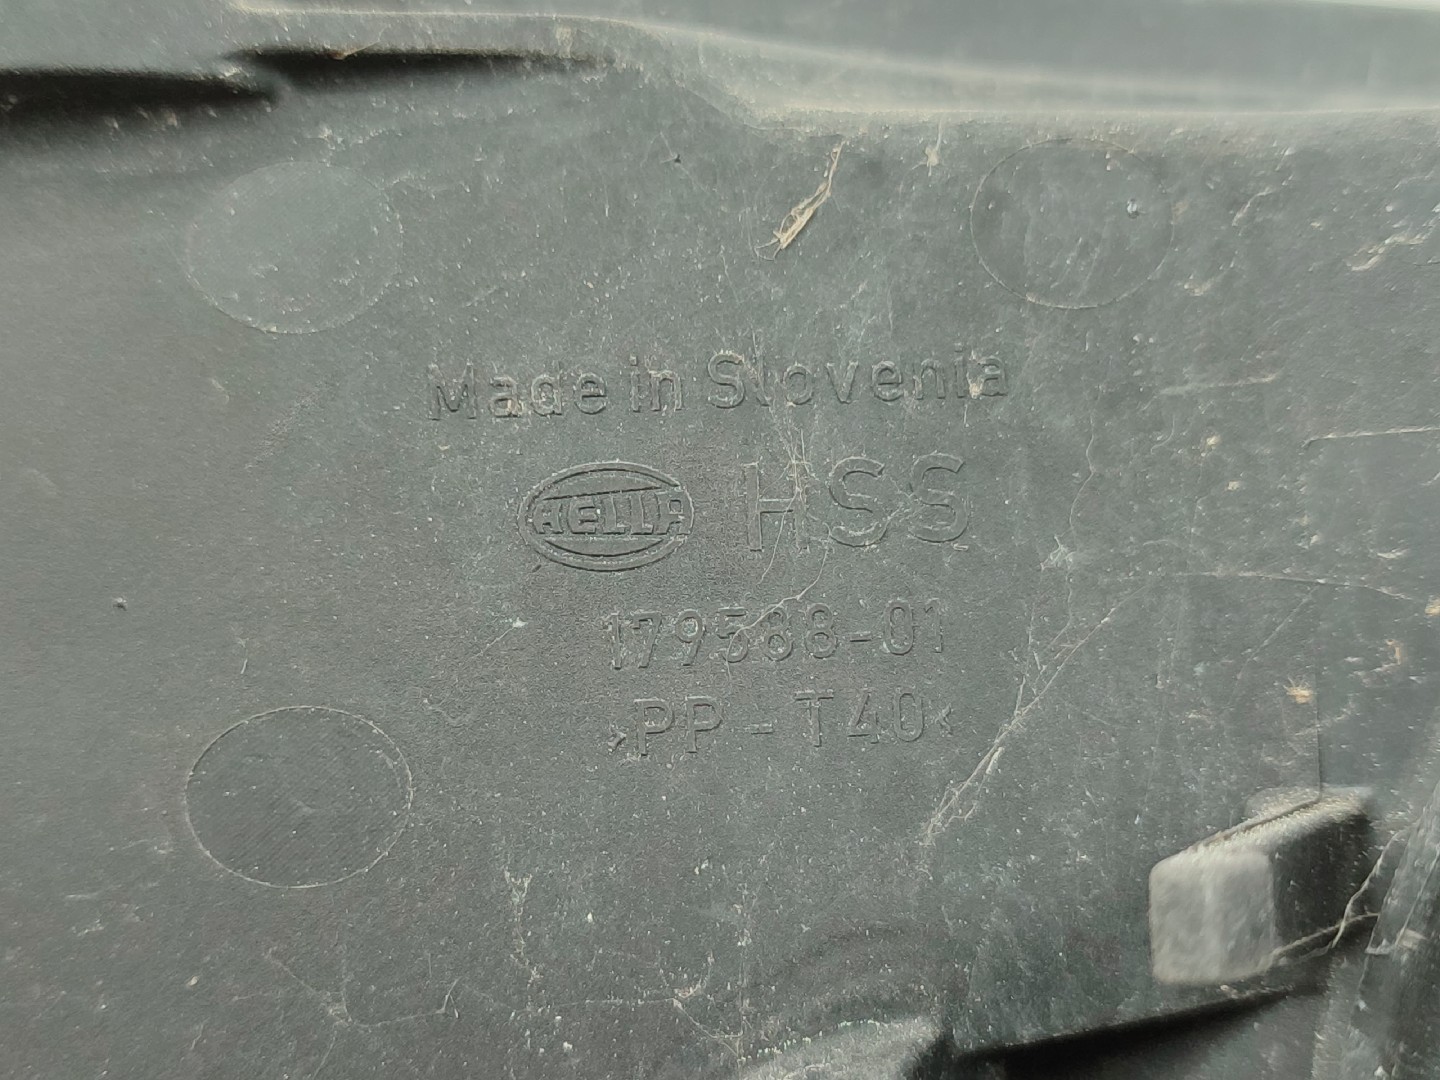 Made in Slovenia
HELLA HSS
179588-01
>PP-T40<